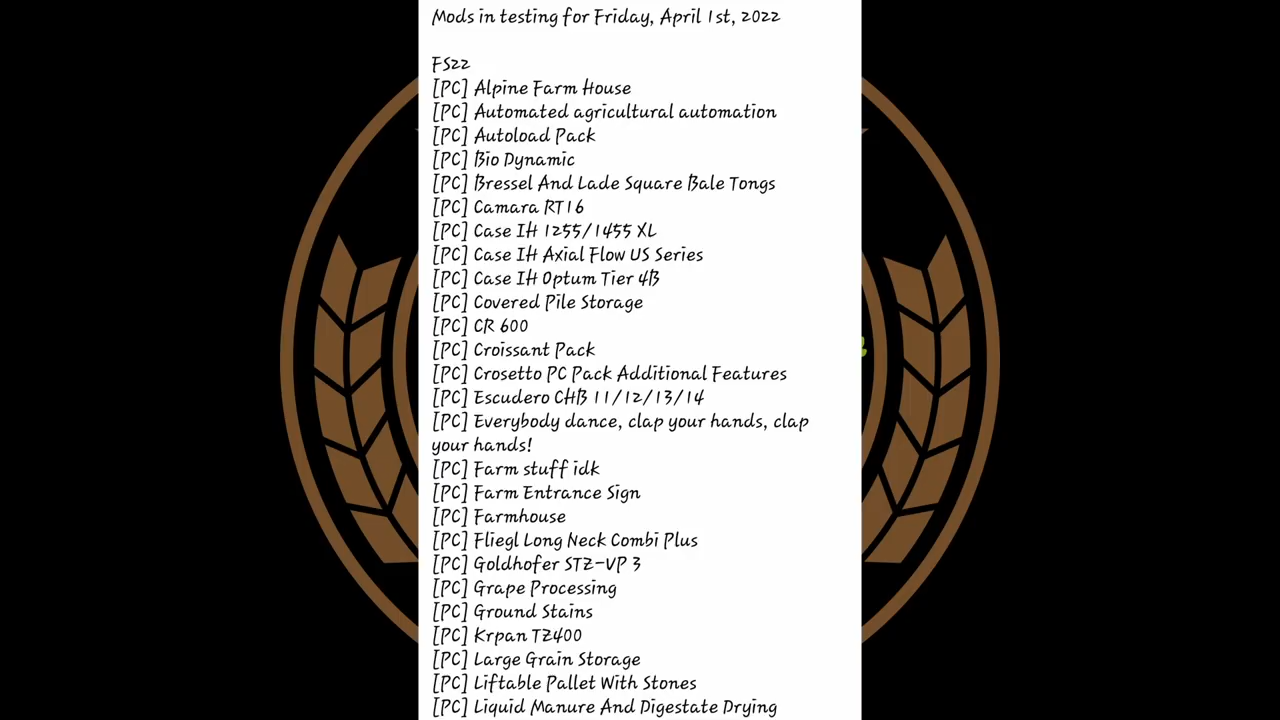 Mods in testing for Friday, April 1st, 2022
FS22
[PC] Alpine Farm House
[PC] Automated agricultural automation
[PC] Autoload Pack
[PC] Bio Dynamic
[PC] Bressel And Lade Square Bale Tongs
[PC] Camara RT16
[PC] Case IH 1255/1455 XL
[PC] Case IH Axial Flow US Series
[PC] Case IH Optum Tier 4B
[PC] Covered Pile Storage
[PC] CR 600
[PC] Croissant Pack
[PC] Crosetto PC Pack Additional Features
[PC] Escudero CHB 11/12/13/14
[PC] Everybody dance, clap your hands, clap
your hands!
[PC] Farm stuff idk
[PC] Farm Entrance Sign
[PC] Farmhouse
[PC] Fliegl Long Neck Combi Plus
[PC] Goldhofer STZ-VP 3
[PC] Grape Processing
[PC] Ground Stains
[PC] Krpan TZ400
[PC] Large Grain Storage
[PC] Liftable Pallet With Stones
[PC] Liquid Manure And Digestate Drying